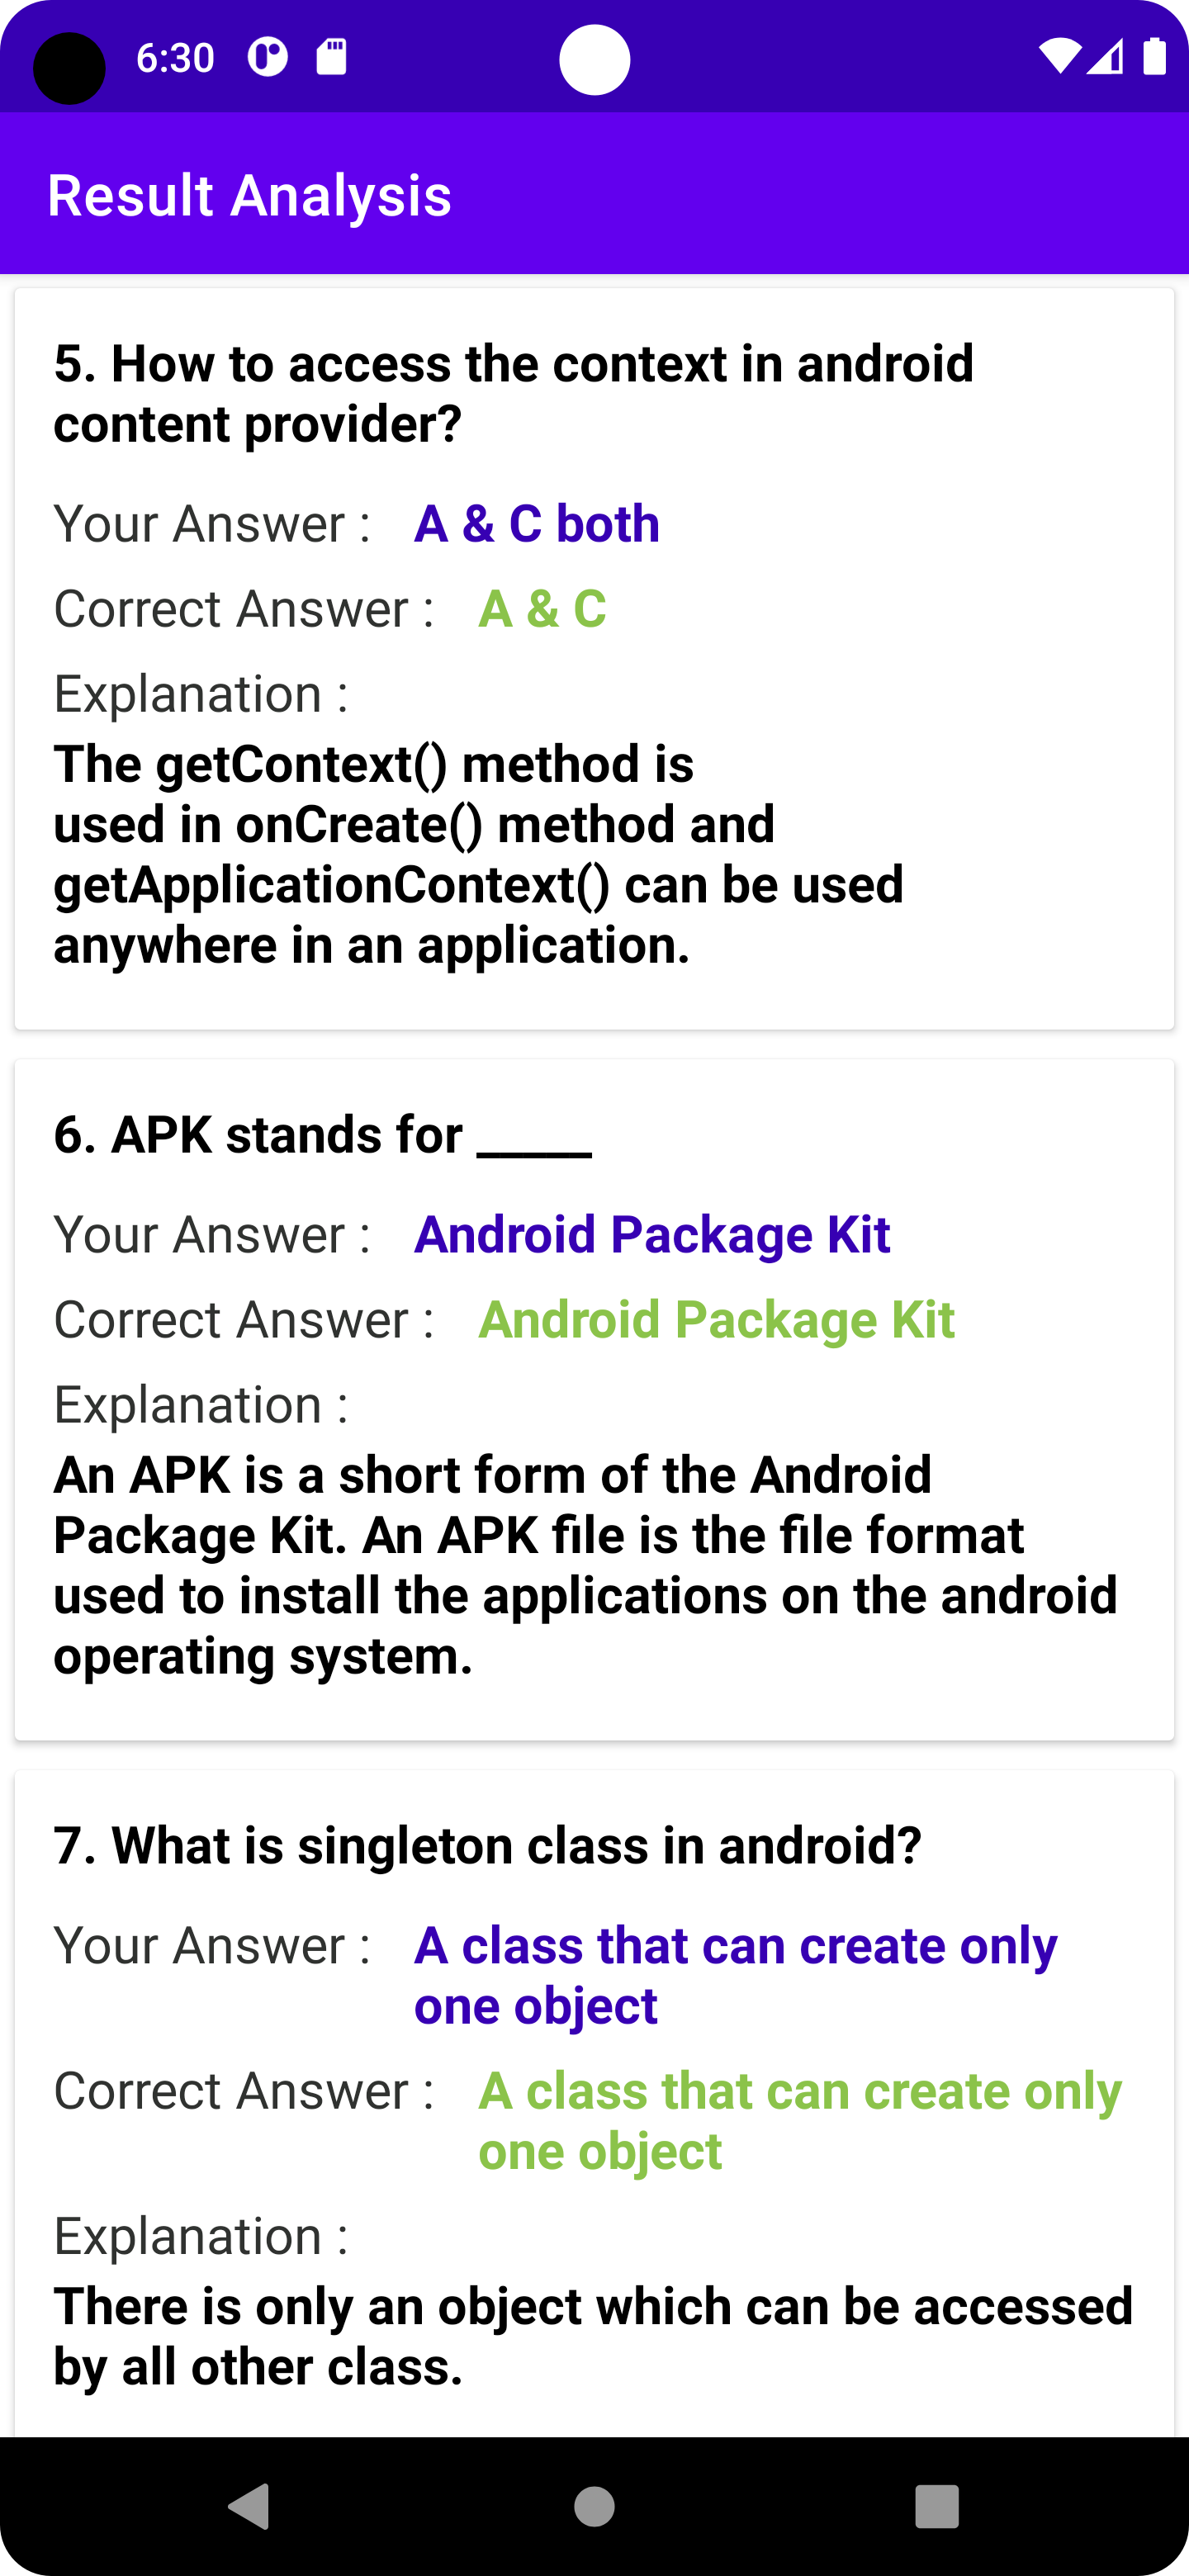 6:30
Result Analysis
5. How to access the context in android
content provider?
Your Answer : A & C both
Correct Answer : A & C
Explanation :
The getContext() method is
used in onCreate() method and
getApplicationContext() can be used
anywhere in an application.
6. APK stands for _____
Your Answer : Android Package Kit
Correct Answer : Android Package Kit
Explanation :
An APK is a short form of the Android
Package Kit. An APK file is the file format
used to install the applications on the android
operating system.
7. What is singleton class in android?
Your Answer : A class that can create only
one object
Correct Answer : A class that can create only
one object
Explanation :
There is only an object which can be accessed
by all other class.